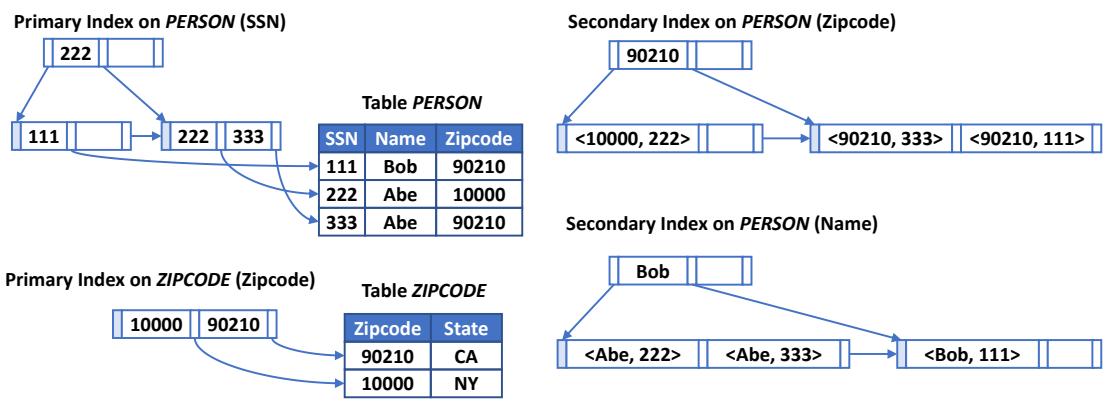 Primary Index on PERSON (SSN)
222
111
222 333
Table PERSON
SSN Name Zipcode
111 Bob 90210
222 Abe 10000
333 Abe 90210
Secondary Index on PERSON (Zipcode)
90210
<10000, 222>
<90210, 333> <90210, 111>
Primary Index on ZIPCODE (Zipcode)
10000 90210
Table ZIPCODE
Zipcode State
90210 CA
10000 NY
Secondary Index on PERSON (Name)
Bob
<Abe, 222> <Abe, 333>
<Bob, 111>